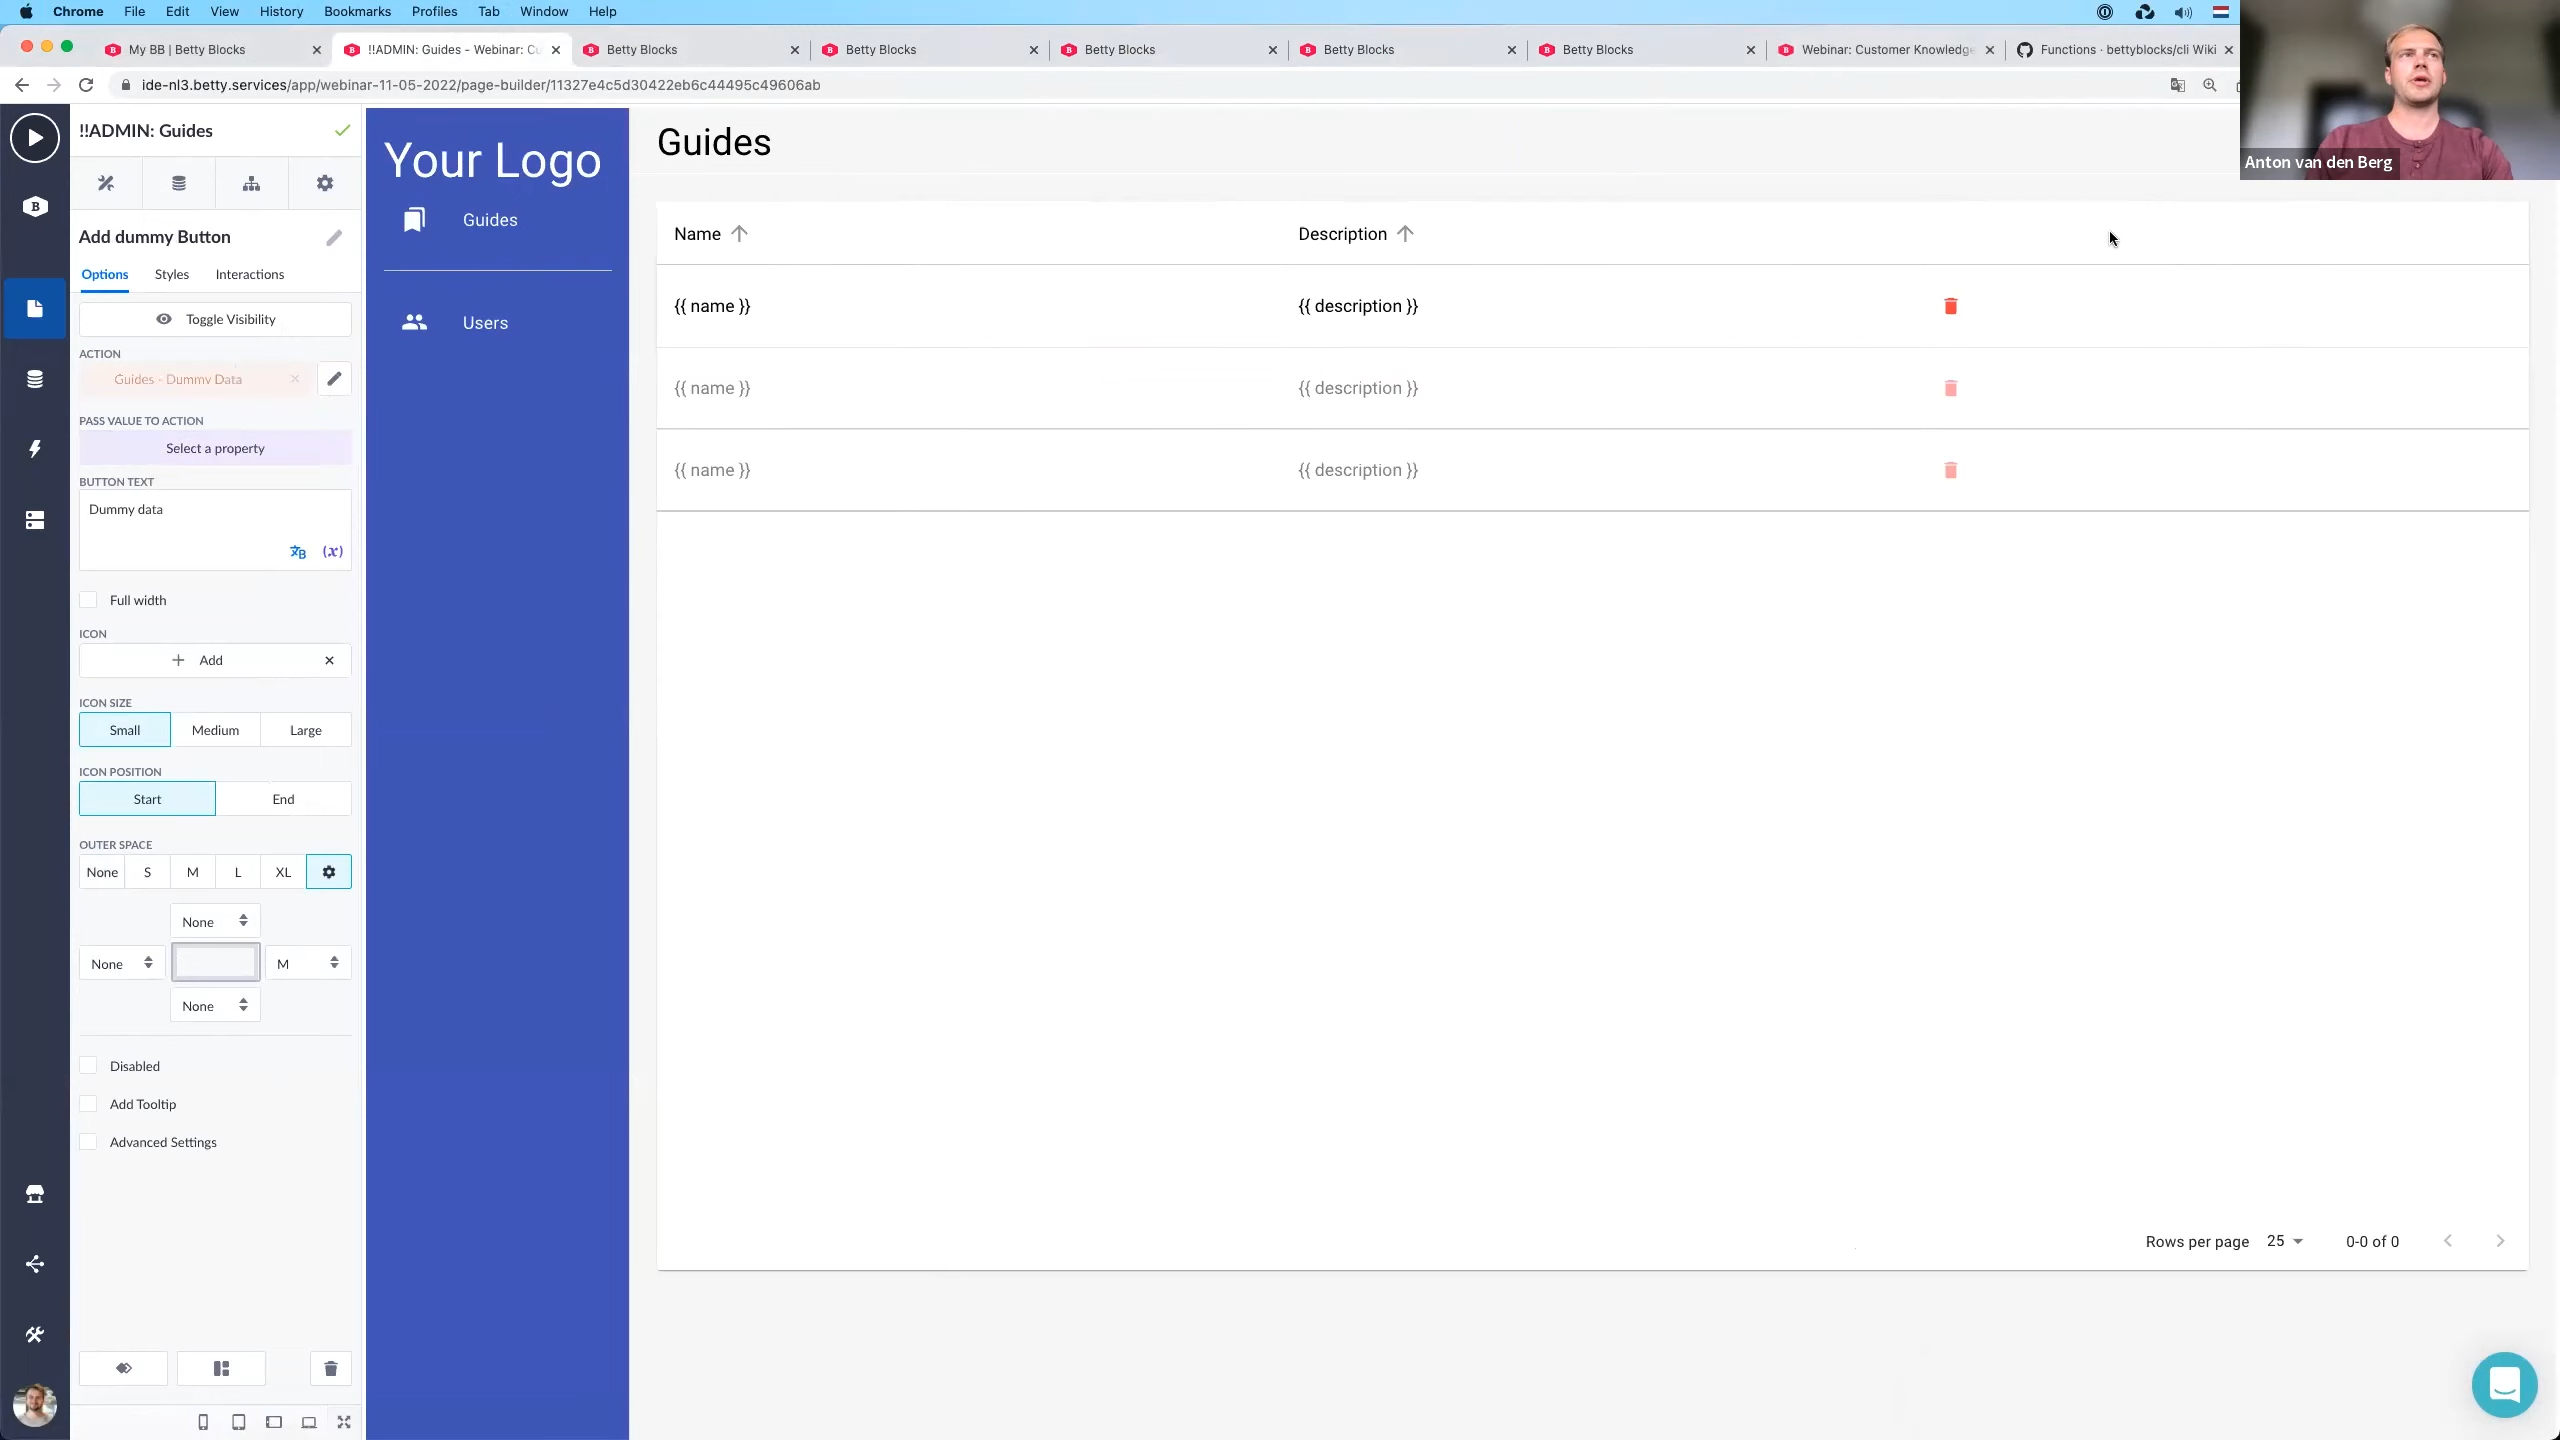 Chrome File Edit View History Bookmarks Profiles Tab Window Help
My BB | Betty Blocks
!!ADMIN: Guides - Webinar: Cu
Betty Blocks
Betty Blocks
Betty Blocks
Betty Blocks
Betty Blocks
Webinar: Customer Knowledge
Functions · bettyblocks/cli Wiki
ide-nl3.betty.services/app/webinar-11-05-2022/page-builder/11327e4c5d30422eb6c44495c49606ab
Anton van den Berg
!!ADMIN: Guides
Add dummy Button
Options Styles Interactions
Toggle Visibility
ACTION
Guides - Dummy Data
PASS VALUE TO ACTION
Select a property
BUTTON TEXT
Dummy data
(x)
Full width
ICON
Add
ICON SIZE
Small Medium Large
ICON POSITION
Start End
OUTER SPACE
None S M L XL
None
None M
None
Disabled
Add Tooltip
Advanced Settings
Your Logo
Guides
Users
Guides
Name Description
{{ name }} {{ description }}
{{ name }} {{ description }}
{{ name }} {{ description }}
Rows per page 25 0-0 of 0